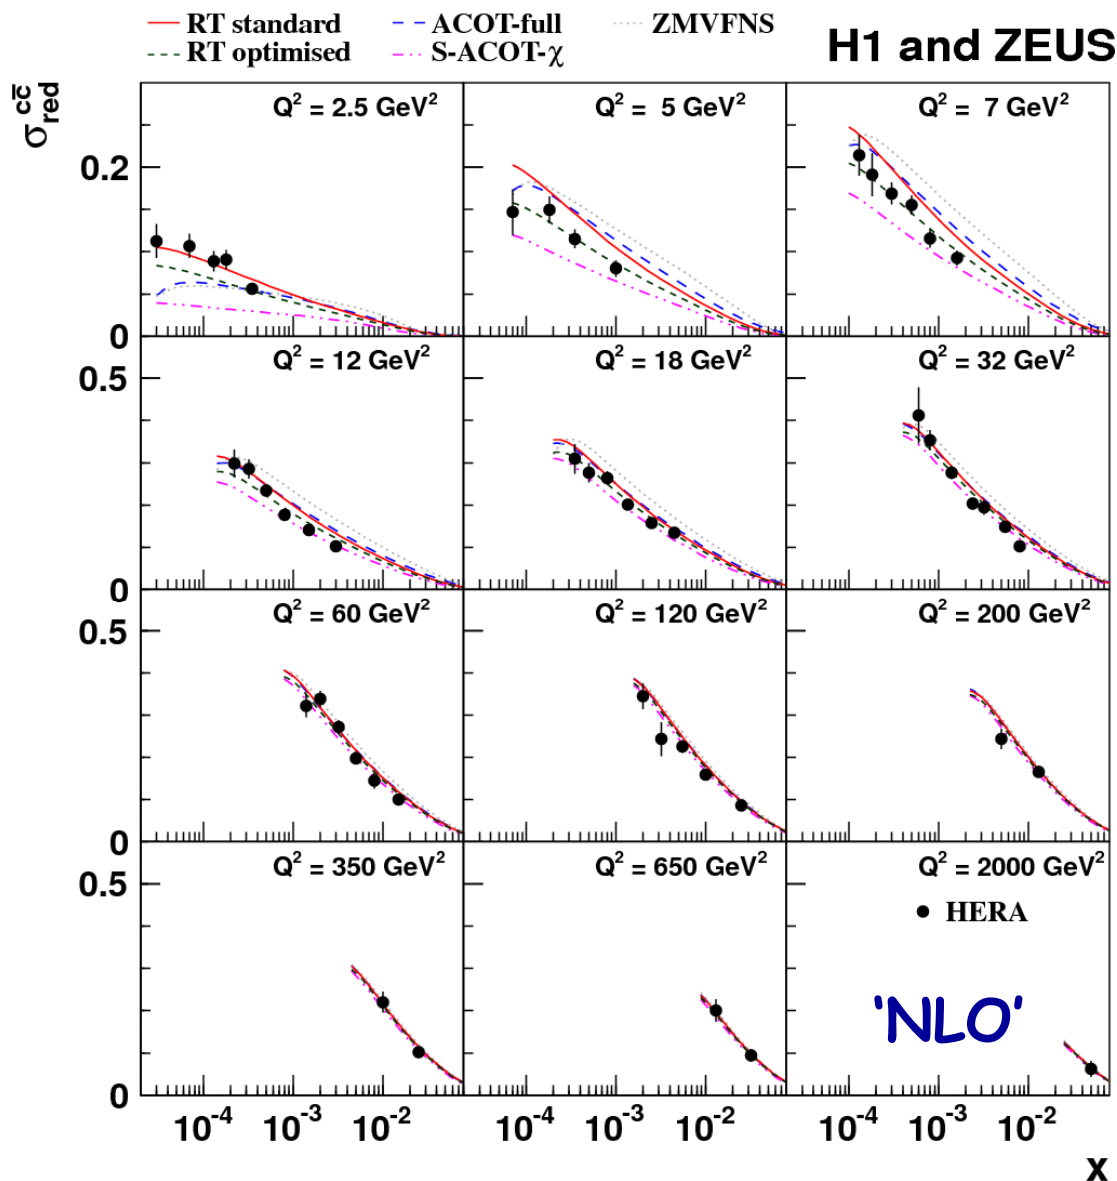 RT standard ACOT-full ZMVFNS
RT optimised S-ACOT-χ
H1 and ZEUS
σ_red^cc̅
Q² = 2.5 GeV² Q² = 5 GeV² Q² = 7 GeV²
0.2
0
Q² = 12 GeV² Q² = 18 GeV² Q² = 32 GeV²
0.5
0
Q² = 60 GeV² Q² = 120 GeV² Q² = 200 GeV²
0.5
0
Q² = 350 GeV² Q² = 650 GeV² Q² = 2000 GeV²
0.5
HERA
'NLO'
0
10⁻⁴ 10⁻³ 10⁻² 10⁻⁴ 10⁻³ 10⁻² 10⁻⁴ 10⁻³ 10⁻²
x